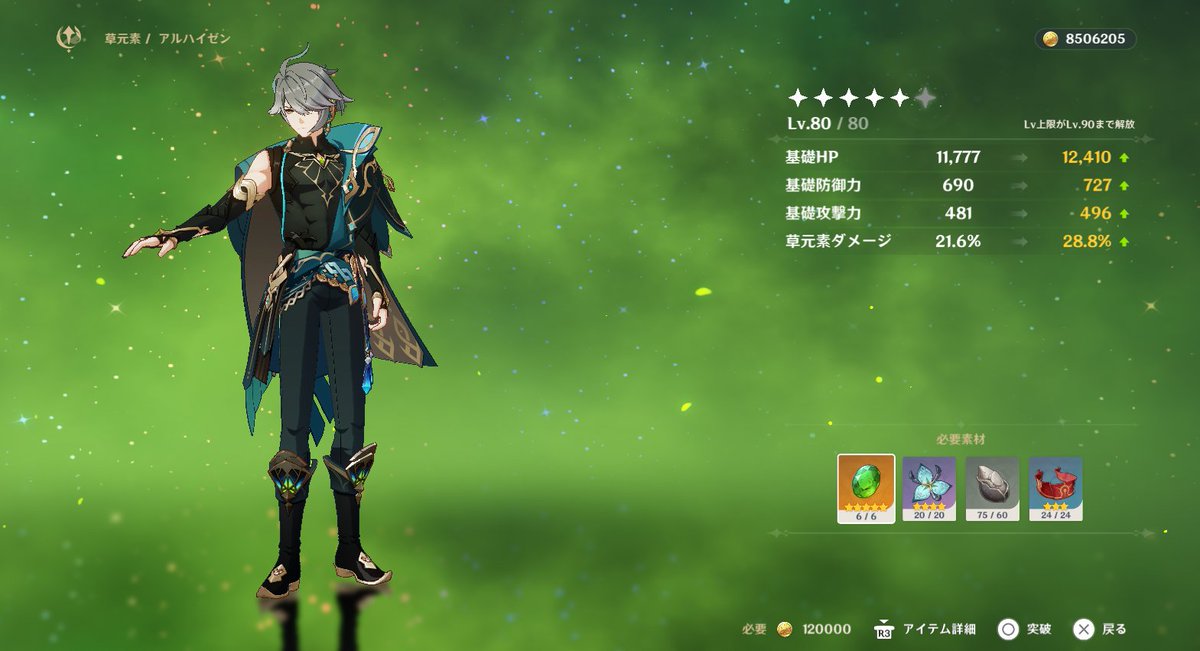 草元素 / アルハイゼン
8506205
Lv.80 / 80
Lv上限がLv.90まで解放
基礎HP 11,777 12,410
基礎防御力 690 727
基礎攻撃力 481 496
草元素ダメージ 21.6% 28.8%
必要素材
6 / 6 20 / 20 75 / 60 24 / 24
必要 120000 R3 アイテム詳細 突破 戻る